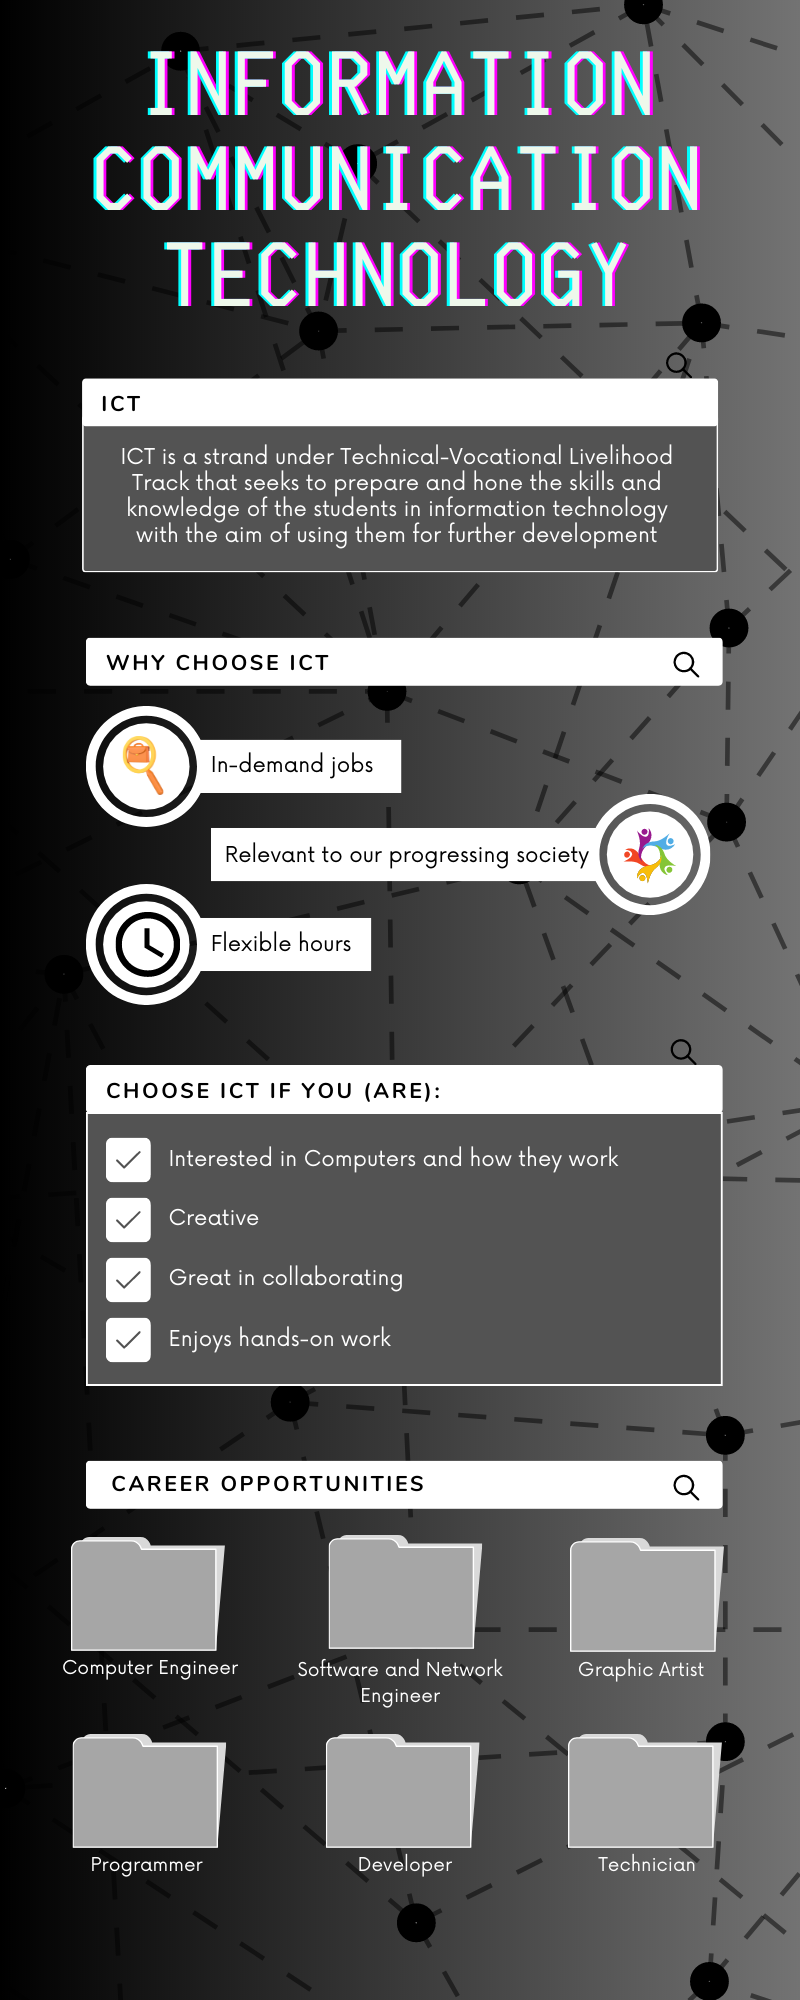 INFORMATION
COMMUNICATION
TECHNOLOGY
ICT
ICT is a strand under Technical-Vocational Livelihood
Track that seeks to prepare and hone the skills and
knowledge of the students in information technology
with the aim of using them for further development
WHY CHOOSE ICT
In-demand jobs
Relevant to our progressing society
Flexible hours
CHOOSE ICT IF YOU (ARE):
Interested in Computers and how they work
Creative
Great in collaborating
Enjoys hands-on work
CAREER OPPORTUNITIES
Computer Engineer
Software and Network
Engineer
Graphic Artist
Programmer
Developer
Technician